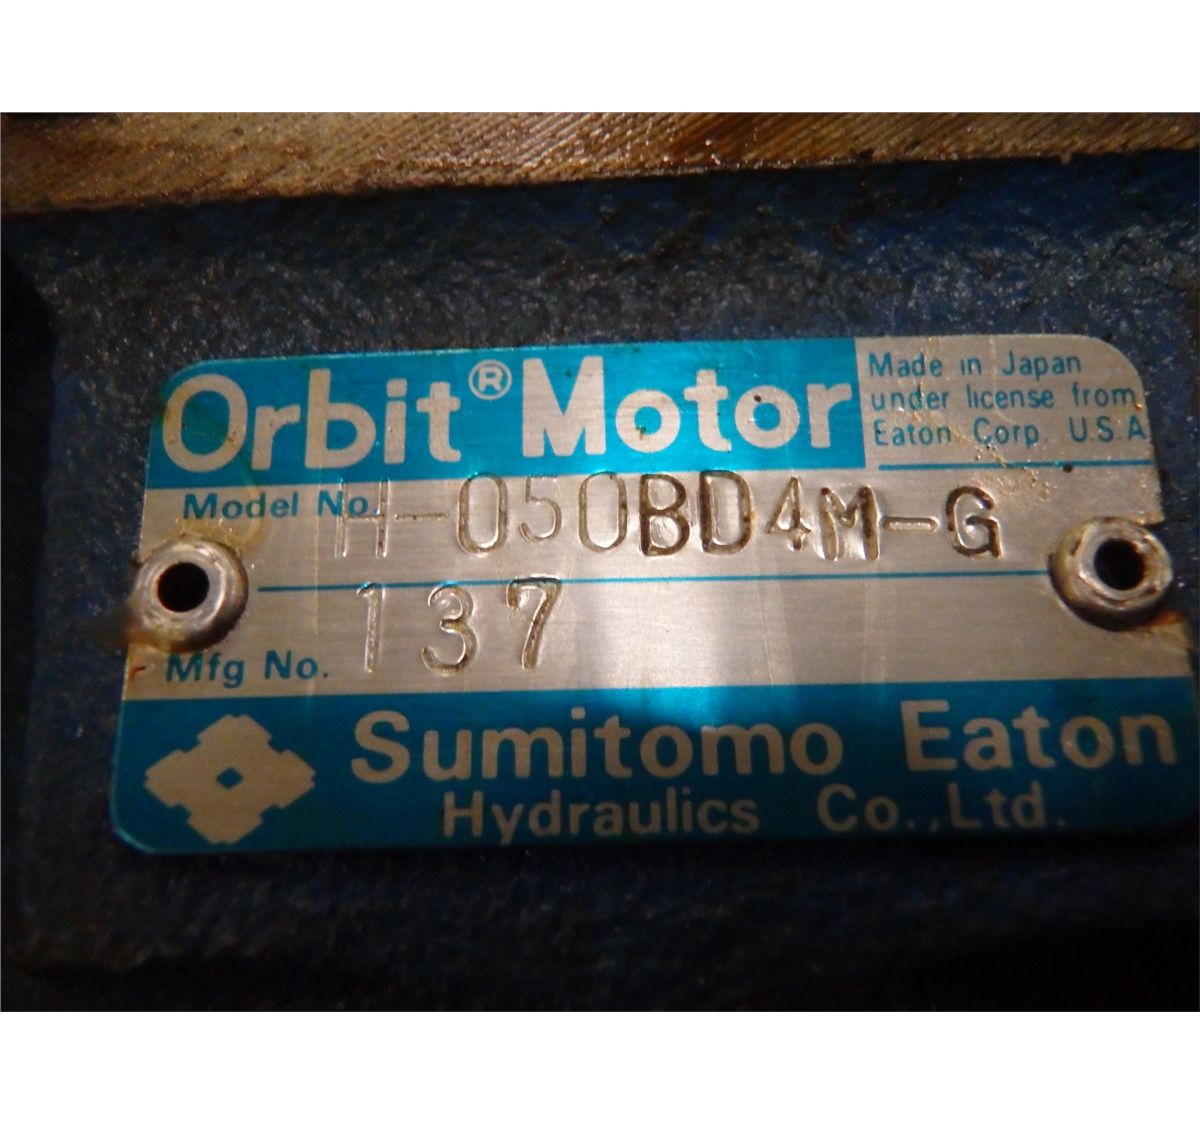 Orbit® Motor
Made in Japan
under license from
Eaton Corp. U.S.A
Model No. H-050BD4M-G
Mfg No. 137
Sumitomo Eaton
Hydraulics Co.,Ltd.